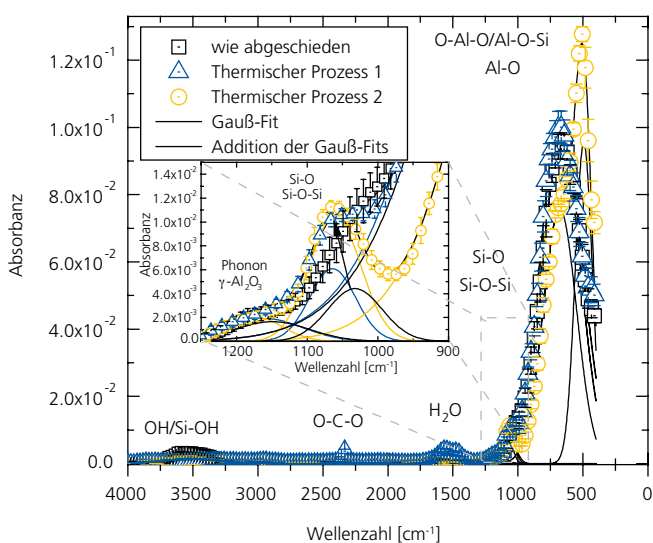 1.2x10⁻¹
1.0x10⁻¹
8.0x10⁻²
6.0x10⁻²
4.0x10⁻²
2.0x10⁻²
0.0
Absorbanz
wie abgeschieden
Thermischer Prozess 1
Thermischer Prozess 2
Gauß-Fit
Addition der Gauß-Fits
O-Al-O/Al-O-Si
Al-O
1.4x10⁻²
1.2x10⁻²
1.0x10⁻²
8.0x10⁻³
6.0x10⁻³
4.0x10⁻³
2.0x10⁻³
0.0
Absorbanz
Si-O
Si-O-Si
Phonon
γ-Al₂O₃
1200 1100 1000 900
Wellenzahl [cm⁻¹]
Si-O
Si-O-Si
OH/Si-OH
O-C-O
H₂O
4000 3500 3000 2500 2000 1500 1000 500 0
Wellenzahl [cm⁻¹]